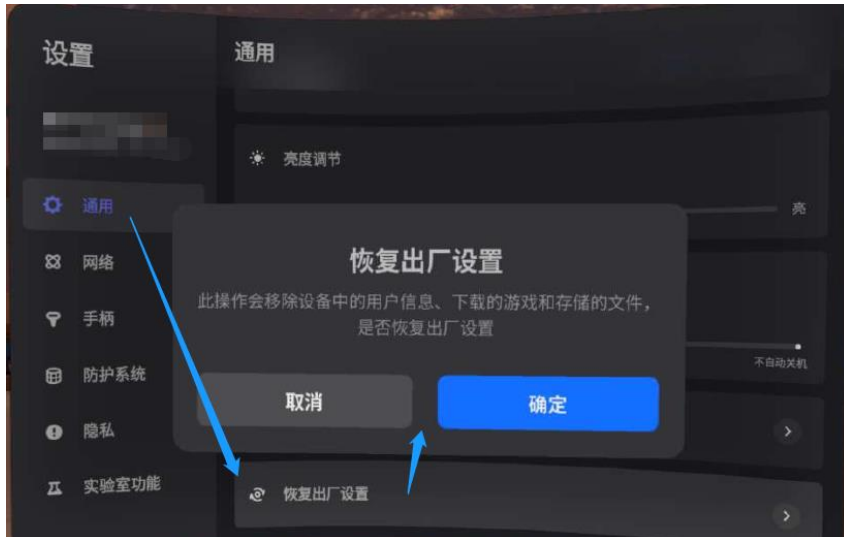 设置
通用
亮度调节
通用
亮
网络
恢复出厂设置
此操作会移除设备中的用户信息、下载的游戏和存储的文件，
是否恢复出厂设置
手柄
不自动关机
防护系统
取消
确定
隐私
实验室功能
恢复出厂设置